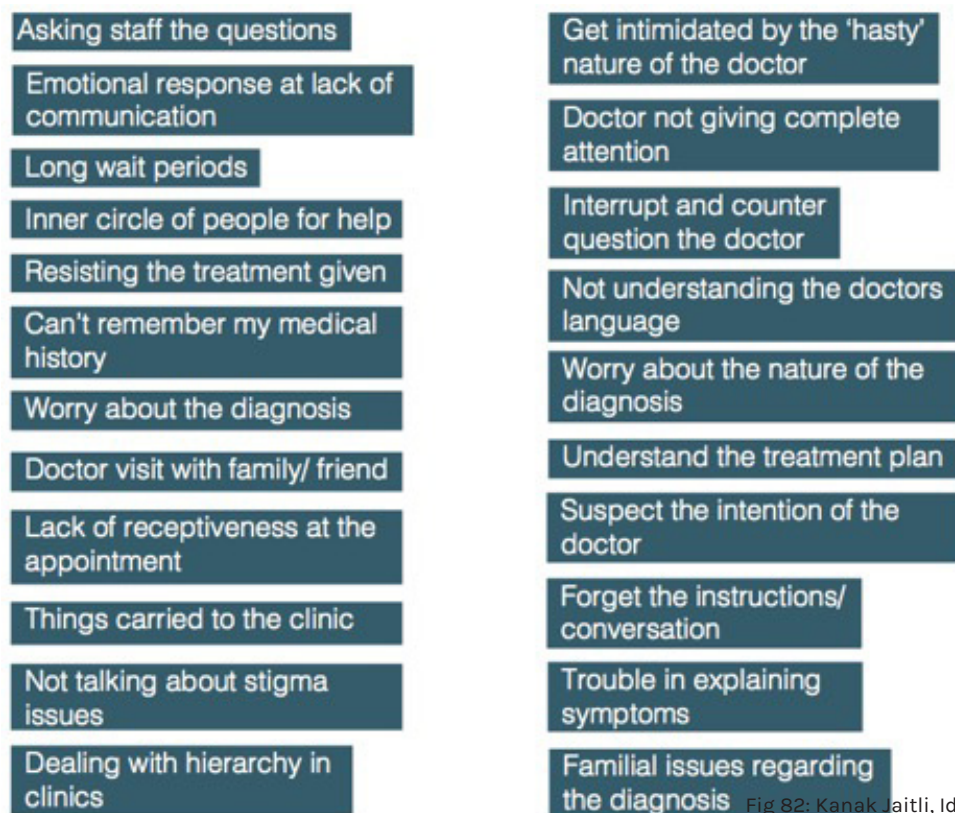 Asking staff the questions
Emotional response at lack of
communication
Long wait periods
Inner circle of people for help
Resisting the treatment given
Can't remember my medical
history
Worry about the diagnosis
Doctor visit with family/ friend
Lack of receptiveness at the
appointment
Things carried to the clinic
Not talking about stigma
issues
Dealing with hierarchy in
clinics
Get intimidated by the ‘hasty’
nature of the doctor
Doctor not giving complete
attention
Interrupt and counter
question the doctor
Not understanding the doctors
language
Worry about the nature of the
diagnosis
Understand the treatment plan
Suspect the intention of the
doctor
Forget the instructions/
conversation
Trouble in explaining
symptoms
Familial issues regarding
the diagnosis
Fig 82: Kanak Jaitli, Id